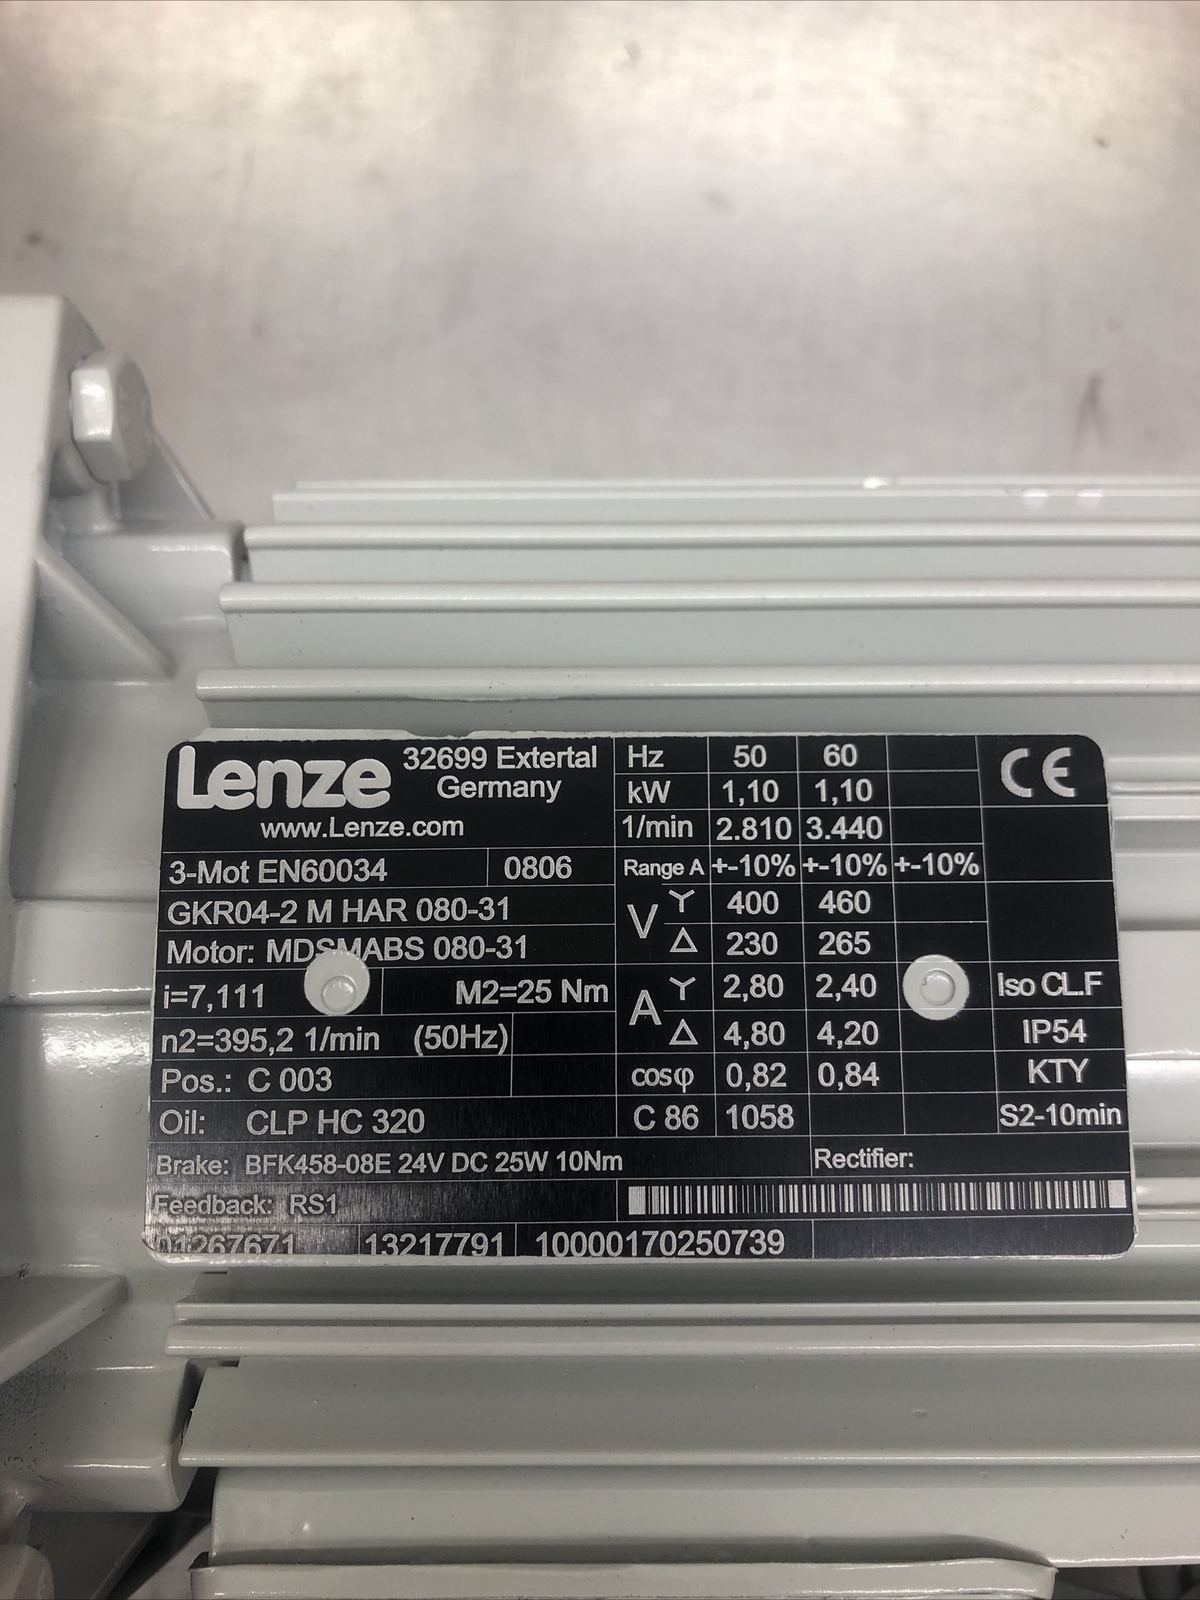 Lenze 32699 Extertal
Germany
www.Lenze.com
3-Mot EN60034 0806
GKR04-2 M HAR 080-31
Motor: MDSMABS 080-31
i=7,111 M2=25 Nm
n2=395,2 1/min (50Hz)
Pos.: C 003
Oil: CLP HC 320
Hz 50 60
kW 1,10 1,10
1/min 2.810 3.440
Range A +-10% +-10% +-10%
V Y 400 460
△ 230 265
A Y 2,80 2,40
△ 4,80 4,20
cosφ 0,82 0,84
C 86 1058
CE
Iso CL.F
IP54
KTY
S2-10min
Brake: BFK458-08E 24V DC 25W 10Nm Rectifier:
Feedback: RS1
01267671 13217791 10000170250739